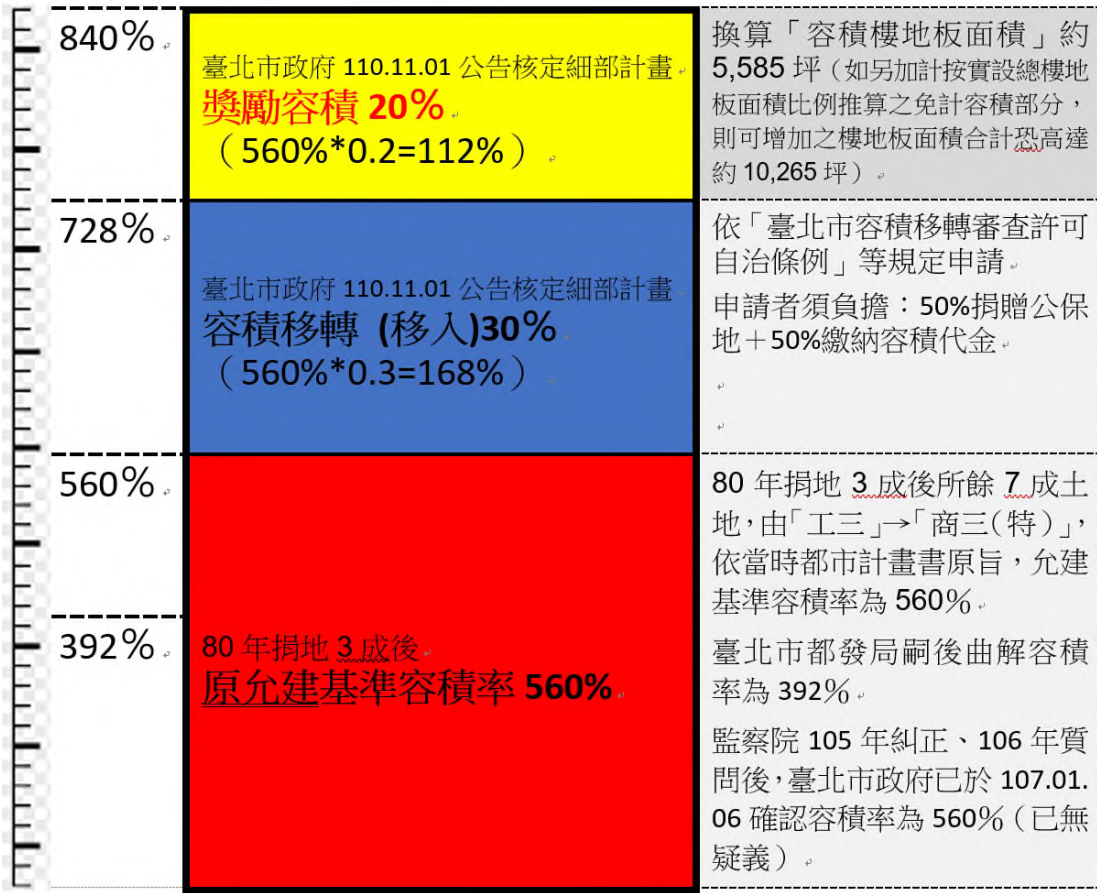 840%
臺北市政府 110.11.01 公告核定細部計畫
獎勵容積 20%
（560%*0.2=112%）
換算「容積樓地板面積」約
5,585 坪（如另加計按實設總樓地
板面積比例推算之免計容積部分，
則可增加之樓地板面積合計恐高達
約 10,265 坪）
728%
臺北市政府 110.11.01 公告核定細部計畫
容積移轉 (移入)30%
（560%*0.3=168%）
依「臺北市容積移轉審查許可
自治條例」等規定申請
申請者須負擔：50%捐贈公保
地＋50%繳納容積代金
560%
392%
80 年捐地 3 成後
原允建基準容積率 560%
80 年捐地 3 成後所餘 7 成土
地，由「工三」→「商三(特)」，
依當時都市計畫書原旨，允建
基準容積率為 560%
臺北市都發局嗣後曲解容積
率為 392%
監察院 105 年糾正、106 年質
問後，臺北市政府已於 107.01.
06 確認容積率為 560%（已無
疑義）